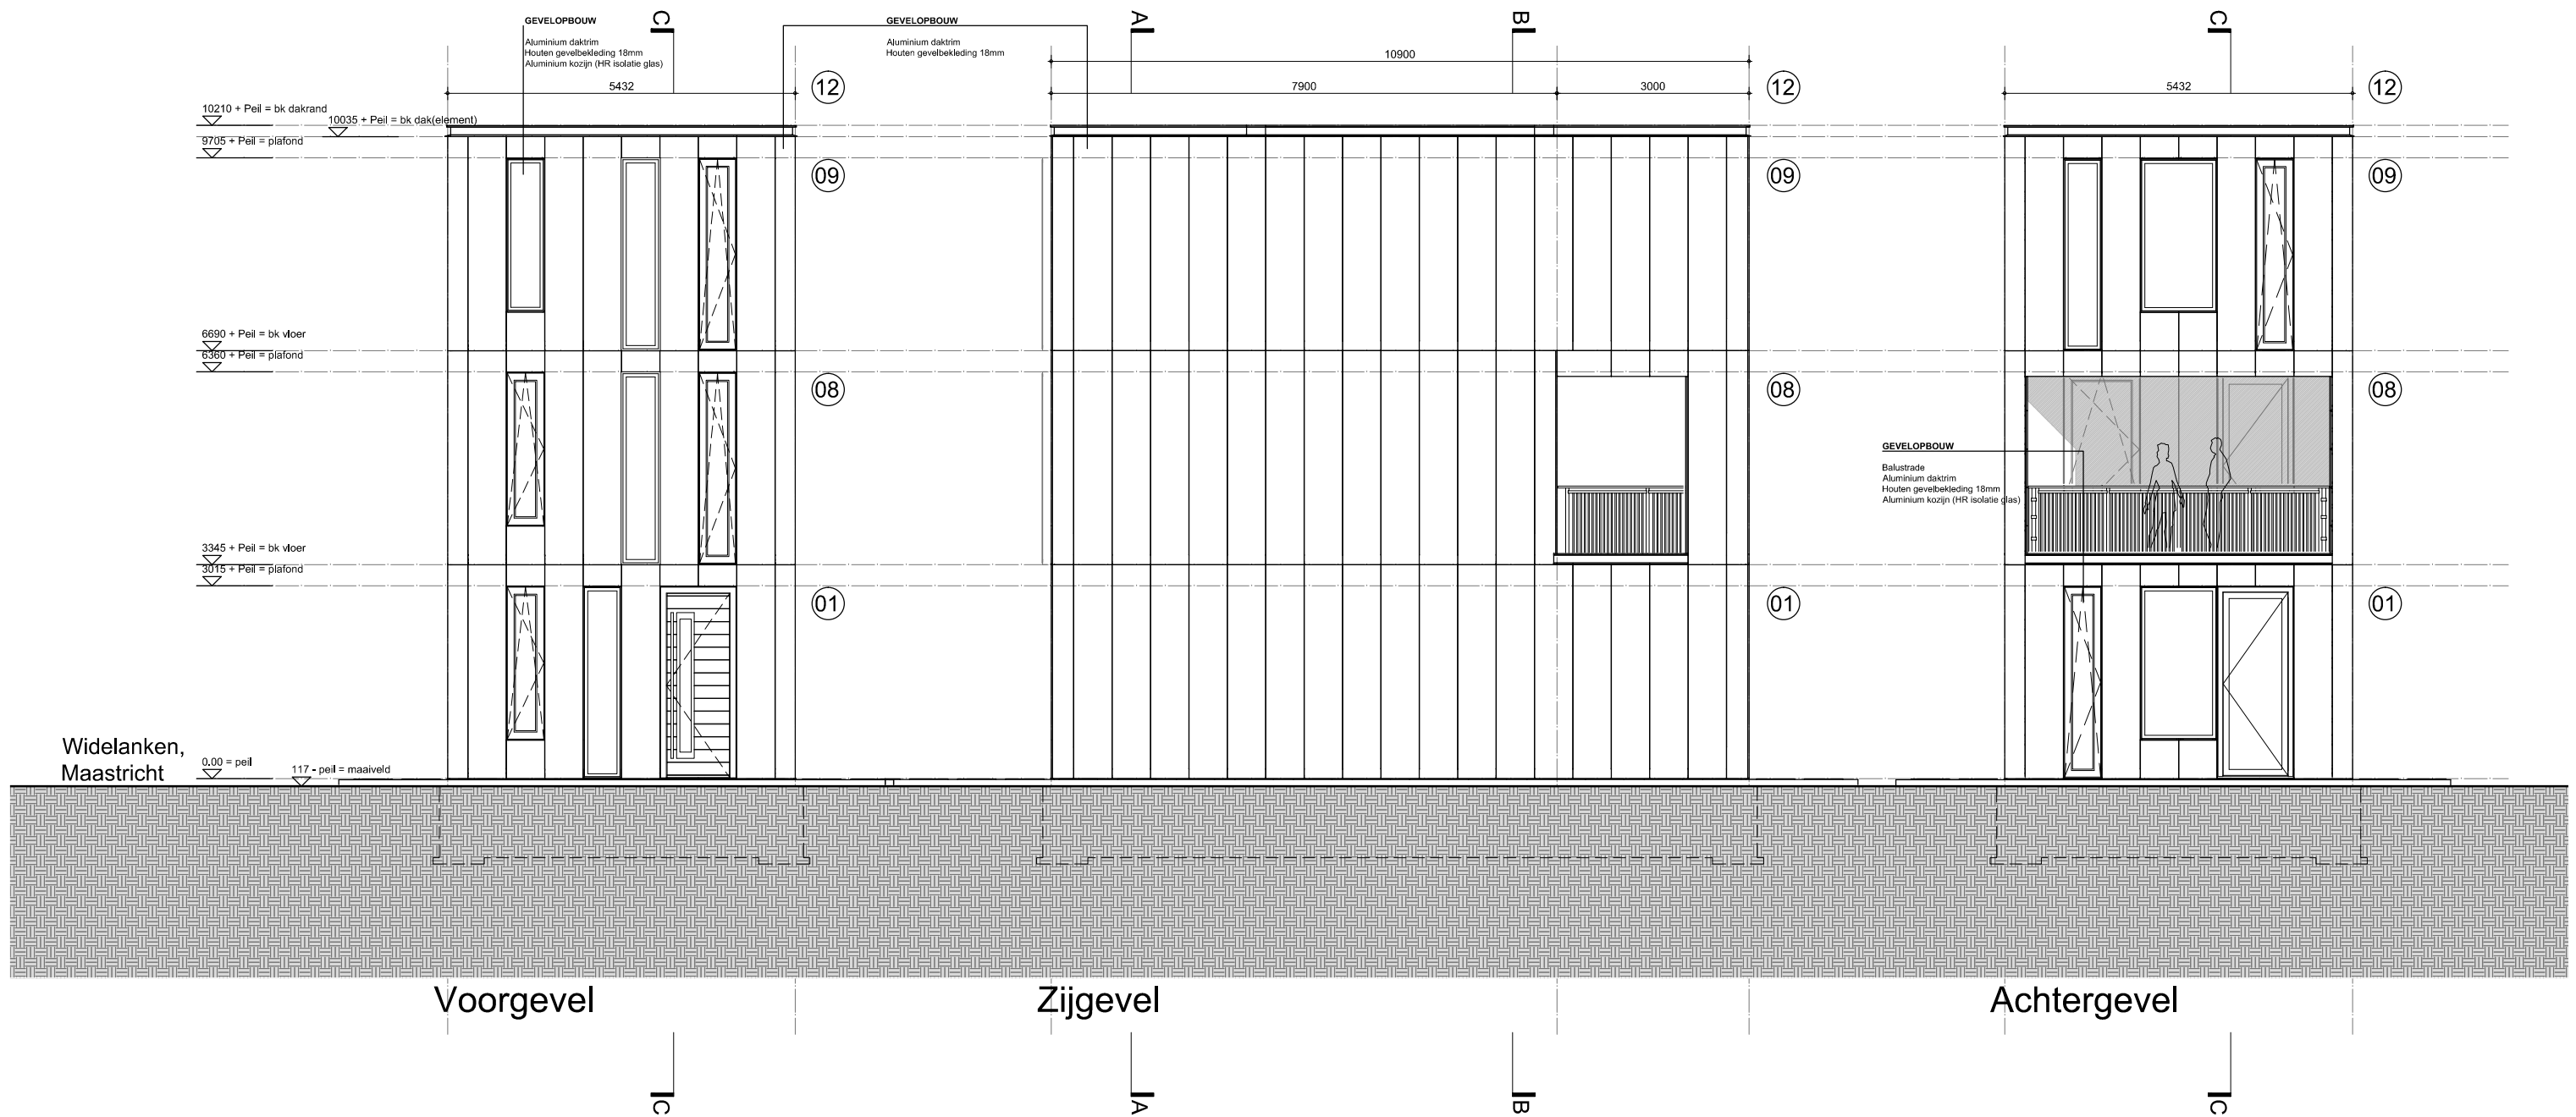 GEVELOPBOUW
Aluminium daktrim
Houten gevelbekleding 18mm
Aluminium kozijn (HR isolatie glas)
C
GEVELOPBOUW
Aluminium daktrim
Houten gevelbekleding 18mm
A
B
C
5432
12
10900
7900
3000
12
5432
12
10210 + Peil = bk dakrand
10035 + Peil = bk dak(element)
9705 + Peil = plafond
09
09
09
6690 + Peil = bk vloer
6360 + Peil = plafond
08
08
08
GEVELOPBOUW
Balustrade
Aluminium daktrim
Houten gevelbekleding 18mm
Aluminium kozijn (HR isolatie glas)
3345 + Peil = bk vloer
3015 + Peil = plafond
01
01
01
Widelanken,
Maastricht
0.00 = peil
117 - peil = maaiveld
Voorgevel
Zijgevel
Achtergevel
C
A
B
C